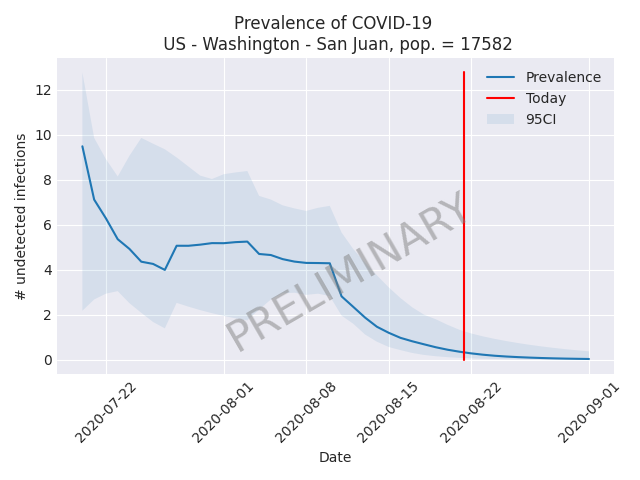 Prevalence of COVID-19
US - Washington - San Juan, pop. = 17582
# undetected infections
12
10
8
6
4
2
0
Prevalence
Today
95CI
PRELIMINARY
2020-07-22
2020-08-01
2020-08-08
2020-08-15
2020-08-22
2020-09-01
Date